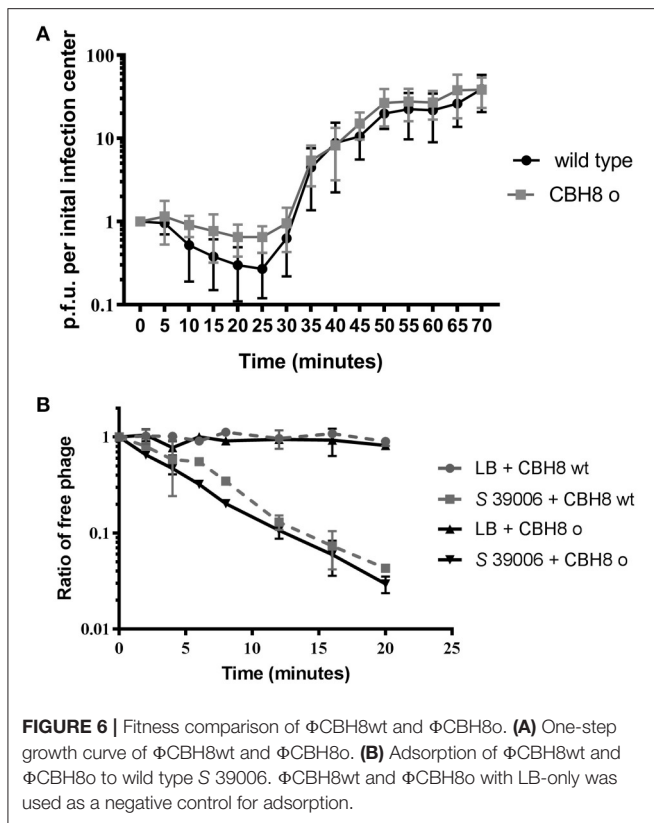 A
p.f.u. per inital infection center
100
10
1
0.1
0 5 10 15 20 25 30 35 40 45 50 55 60 65 70
Time (minutes)
wild type
CBH8 o
B
Ratio of free phage
1
0.1
0.01
0 5 10 15 20 25
Time (minutes)
LB + CBH8 wt
S 39006 + CBH8 wt
LB + CBH8 o
S 39006 + CBH8 o
FIGURE 6 | Fitness comparison of ΦCBH8wt and ΦCBH8o. (A) One-step
growth curve of ΦCBH8wt and ΦCBH8o. (B) Adsorption of ΦCBH8wt and
ΦCBH8o to wild type S 39006. ΦCBH8wt and ΦCBH8o with LB-only was
used as a negative control for adsorption.